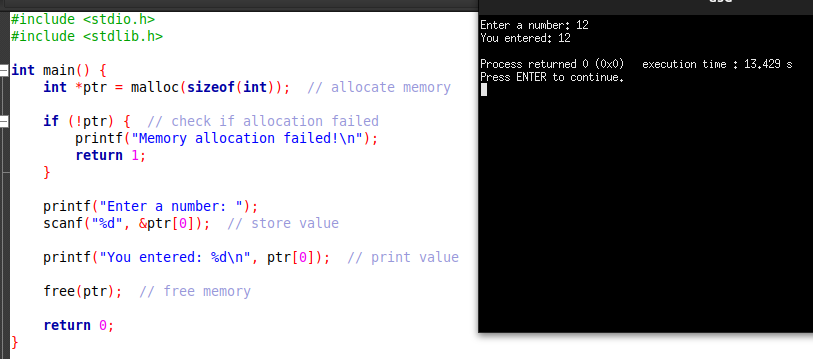 #include <stdio.h>
#include <stdlib.h>
int main() {
int *ptr = malloc(sizeof(int));  // allocate memory
if (!ptr) {  // check if allocation failed
printf("Memory allocation failed!\n");
return 1;
}
printf("Enter a number: ");
scanf("%d", &ptr[0]);  // store value
printf("You entered: %d\n", ptr[0]);  // print value
free(ptr);  // free memory
return 0;
}
Enter a number: 12
You entered: 12
Process returned 0 (0x0)   execution time : 13.429 s
Press ENTER to continue.